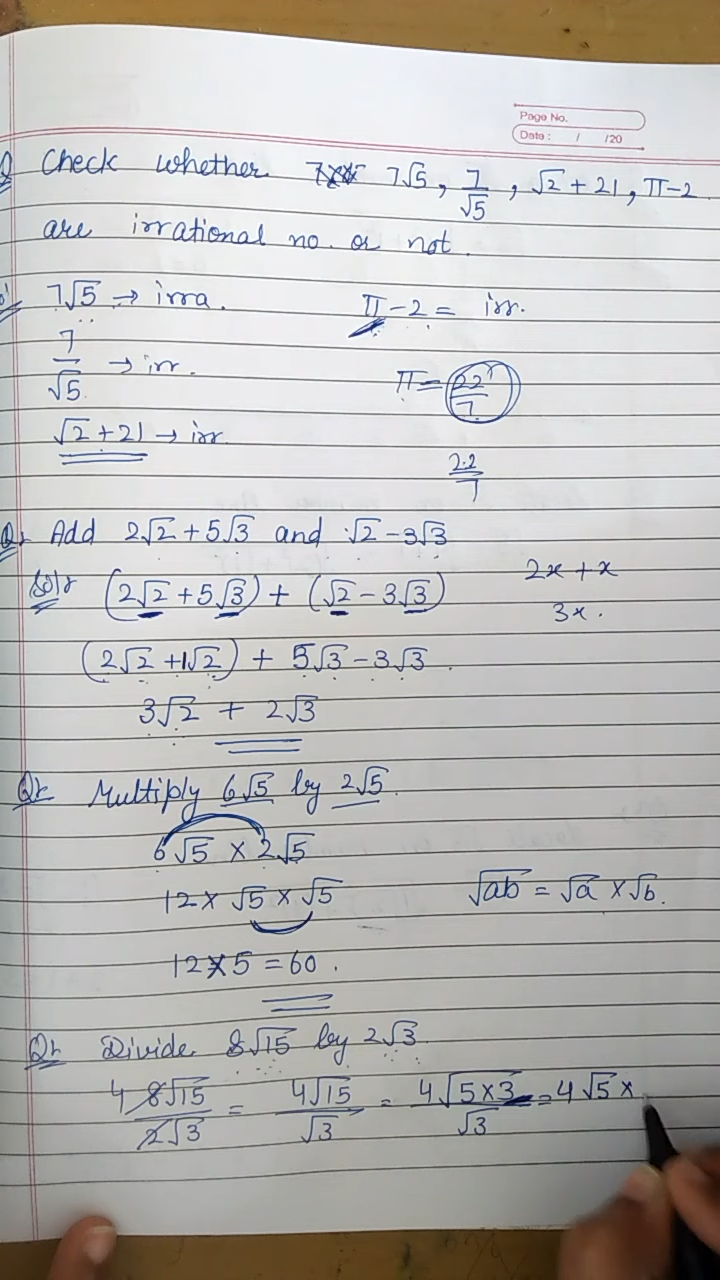 Page No.
Date : / /20
Q Check whether 7√5, 7/√5, √2 + 21, π-2
are irrational no. or not.
7√5 → irra. π-2 = irr.
7/√5 → irr. π = 22/7
√2 + 21 → irr
22/7
Q: Add 2√2 + 5√3 and √2 - 3√3
Sol: (2√2 + 5√3) + (√2 - 3√3) 2x + x
(2√2 + 1√2) + 5√3 - 3√3. 3x.
3√2 + 2√3
Q: Multiply 6√5 by 2√5.
6√5 × 2√5
12 × √5 × √5 √ab = √a × √b.
12 × 5 = 60.
Q: Divide 8√15 by 2√3.
4 8√15/2√3 = 4√15/√3 = 4√5×3/√3 = 4√5 ×